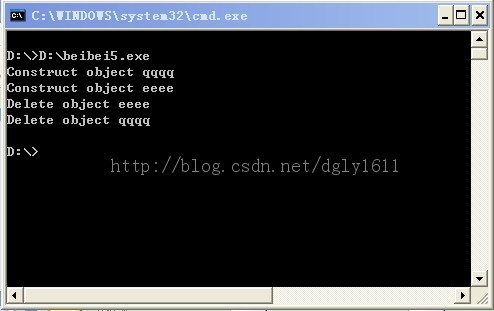 C:\WINDOWS\system32\cmd.exe
D:\>D:\beibei5.exe
Construct object qqqq
Construct object eeee
Delete object eeee
Delete object qqqq
D:\>
http://blog.csdn.net/dgly1611